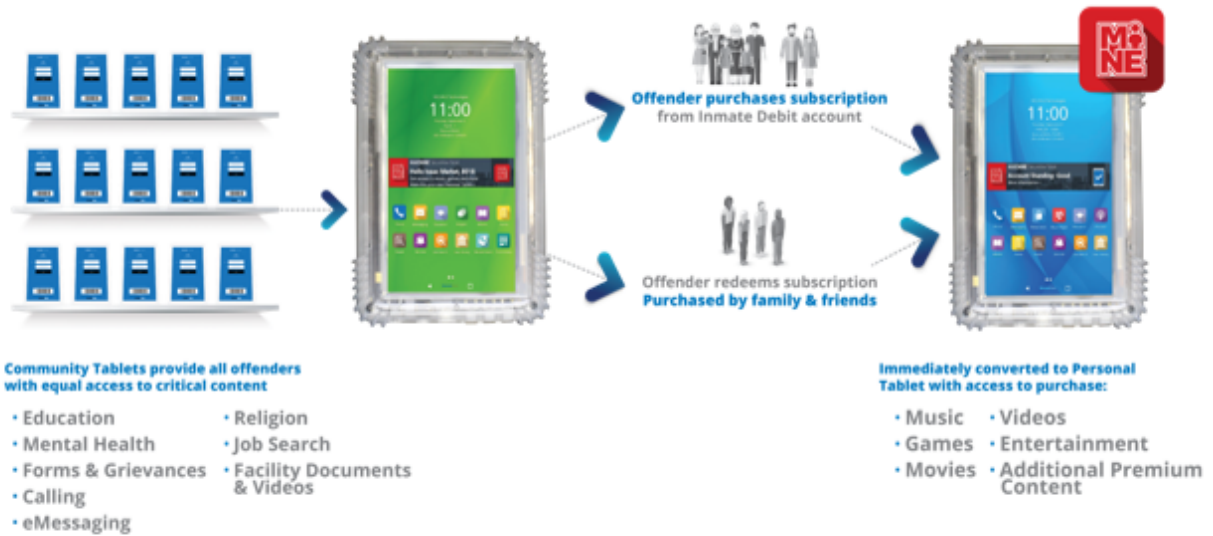 MiNE
11:00
11:00
Offender purchases subscription
from Inmate Debit account
Offender redeems subscription
Purchased by family & friends
Account Standing: Good
Community Tablets provide all offenders
with equal access to critical content
• Education
• Mental Health
• Forms & Grievances
• Calling
• eMessaging
• Religion
• Job Search
• Facility Documents
& Videos
Immediately converted to Personal
Tablet with access to purchase:
• Music
• Games
• Movies
• Videos
• Entertainment
• Additional Premium
Content